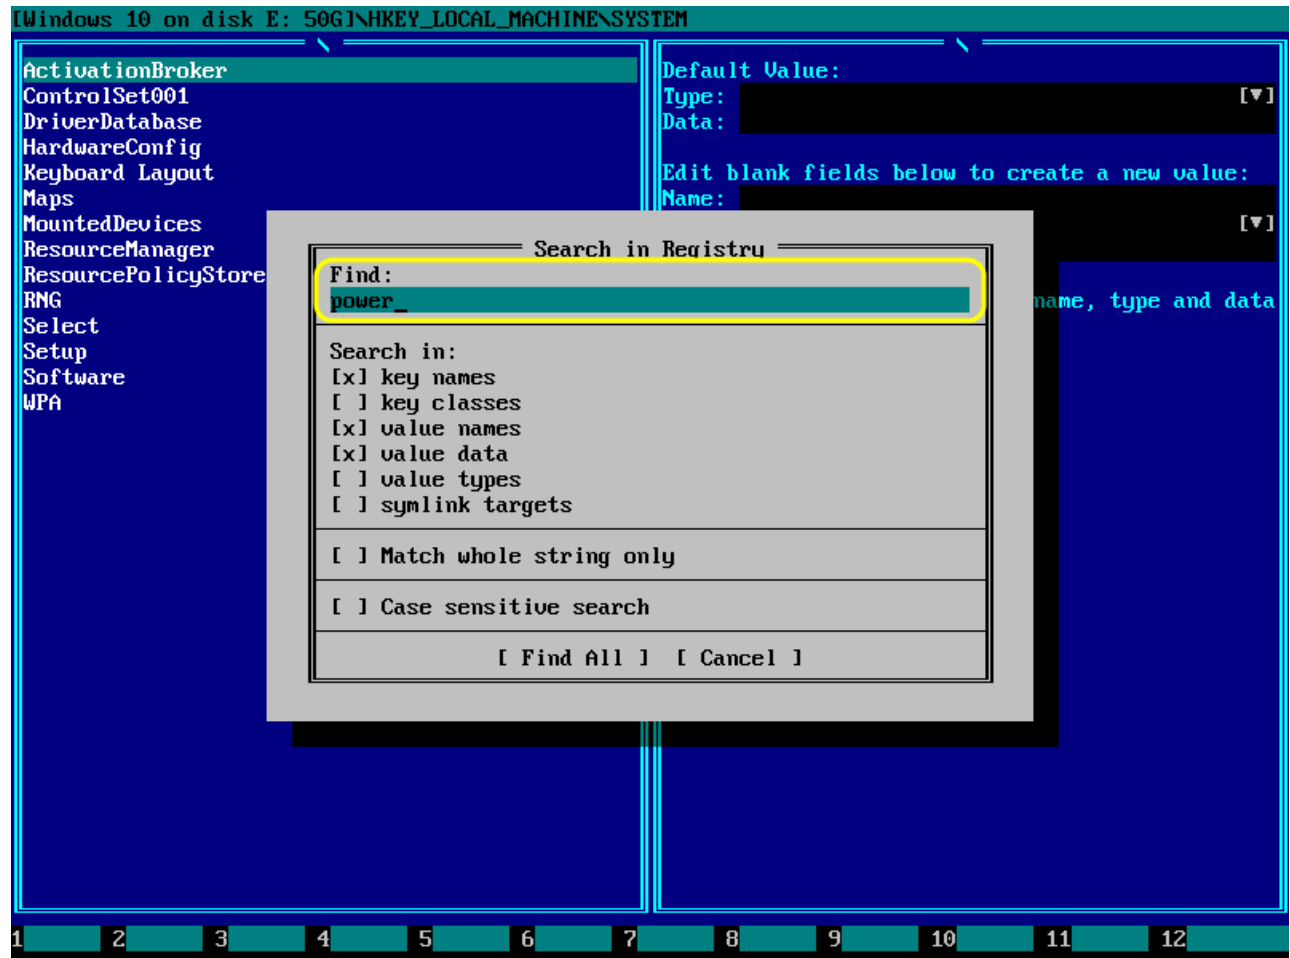 [Windows 10 on disk E: 50G]\HKEY_LOCAL_MACHINE\SYSTEM
ActivationBroker
ControlSet001
DriverDatabase
HardwareConfig
Keyboard Layout
Maps
MountedDevices
ResourceManager
ResourcePolicyStore
RNG
Select
Setup
Software
WPA
Default Value:
Type: [▼]
Data:
Edit blank fields below to create a new value:
Name:
[▼]
name, type and data
Search in Registry
Find:
power_
Search in:
[x] key names
[ ] key classes
[x] value names
[x] value data
[ ] value types
[ ] symlink targets
[ ] Match whole string only
[ ] Case sensitive search
[ Find All ] [ Cancel ]
1 2 3 4 5 6 7 8 9 10 11 12